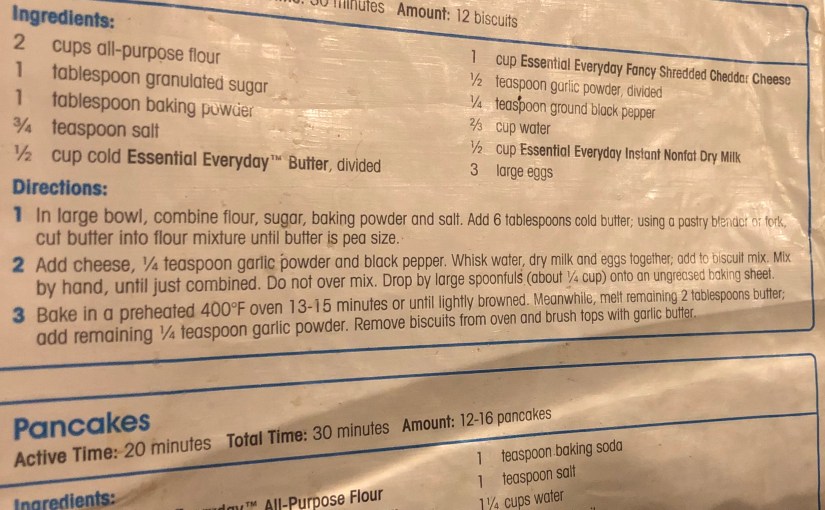 30 minutes Amount: 12 biscuits
Ingredients:
2 cups all-purpose flour
1 tablespoon granulated sugar
1 tablespoon baking powder
¾ teaspoon salt
½ cup cold Essential Everyday™ Butter, divided
1 cup Essential Everyday Fancy Shredded Cheddar Cheese
½ teaspoon garlic powder, divided
¼ teaspoon ground black pepper
⅔ cup water
½ cup Essential Everyday Instant Nonfat Dry Milk
3 large eggs
Directions:
1 In large bowl, combine flour, sugar, baking powder and salt. Add 6 tablespoons cold butter; using a pastry blender or fork,
cut butter into flour mixture until butter is pea size.
2 Add cheese, ¼ teaspoon garlic powder and black pepper. Whisk water, dry milk and eggs together; add to biscuit mix. Mix
by hand, until just combined. Do not over mix. Drop by large spoonfuls (about ¼ cup) onto an ungreased baking sheet.
3 Bake in a preheated 400°F oven 13-15 minutes or until lightly browned. Meanwhile, melt remaining 2 tablespoons butter;
add remaining ¼ teaspoon garlic powder. Remove biscuits from oven and brush tops with garlic butter.
Pancakes
Active Time: 20 minutes Total Time: 30 minutes Amount: 12-16 pancakes
Ingredients:
All-Purpose Flour
1 teaspoon baking soda
1 teaspoon salt
1¼ cups water